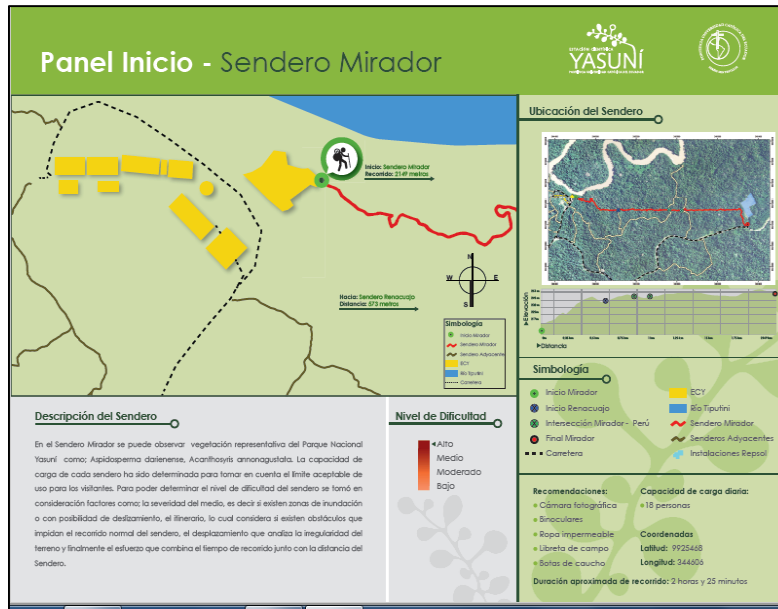 Panel Inicio - Sendero Mirador
ESTACIÓN CIENTÍFICA
YASUNÍ
Inicio: Sendero Mirador
Recorrido: 2149 metros
N
W E
S
Hacia: Sendero Renacuajo
Distancia: 573 metros
Simbología
Inicio Mirador
Sendero Mirador
Sendero Adyacente
ECY
Río Tiputini
Carretera
Ubicación del Sendero
Elevación
Distancia
Simbología
Inicio Mirador
Inicio Renacuajo
Intersección Mirador - Perú
Final Mirador
Carretera
ECY
Río Tiputini
Sendero Mirador
Senderos Adyacentes
Instalaciones Repsol
Descripción del Sendero
En el Sendero Mirador se puede observar vegetación representativa del Parque Nacional
Yasuní como; Aspidosperma darienense, Acanthosyris annonagustata. La capacidad de
carga de cada sendero ha sido determinada para tomar en cuenta el límite aceptable de
uso para los visitantes. Para poder determinar el nivel de dificultad del sendero se tomó en
consideración factores como; la severidad del medio, es decir si existen zonas de inundación
o con posibilidad de deslizamiento, el itinerario, lo cual considera si existen obstáculos que
impidan el recorrido normal del sendero, el desplazamiento que analiza la irregularidad del
terreno y finalmente el esfuerzo que combina el tiempo de recorrido junto con la distancia del
Sendero.
Nivel de Dificultad
Alto
Medio
Moderado
Bajo
Recomendaciones:
Cámara fotográfica
Binoculares
Ropa impermeable
Libreta de campo
Botas de caucho
Capacidad de carga diaria:
18 personas
Coordenadas
Latitud: 9925468
Longitud: 344606
Duración aproximada de recorrido: 2 horas y 25 minutos